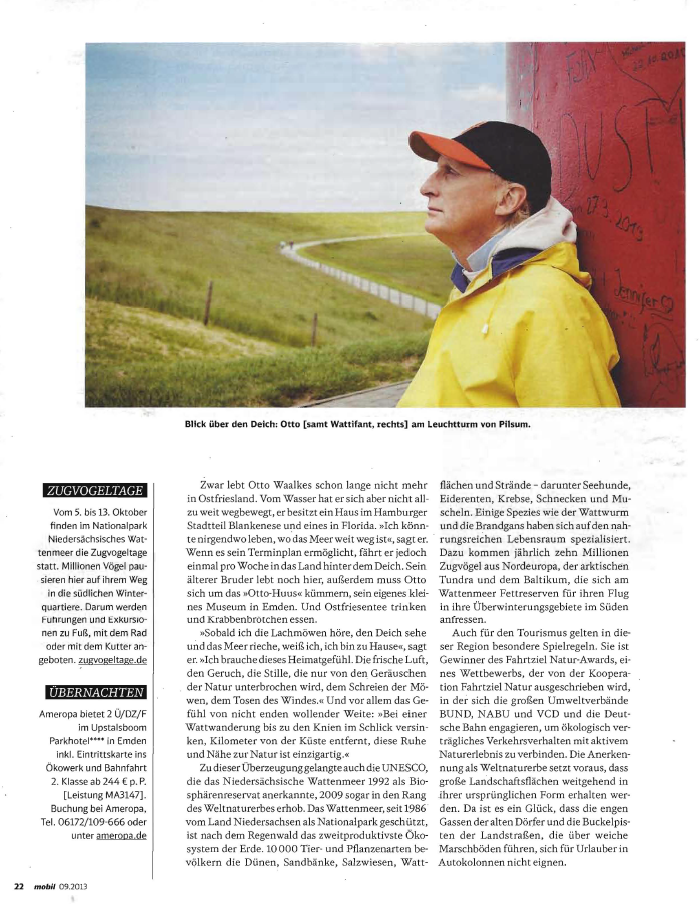 FELIX
22.10.2011
DUST
27.3.2013
Jennifer
Blick über den Deich: Otto [samt Wattifant, rechts] am Leuchtturm von Pilsum.
ZUGVOGELTAGE
Vom 5. bis 13. Oktober
finden im Nationalpark
Niedersächsisches Wat-
tenmeer die Zugvogeltage
statt. Millionen Vögel pau-
sieren hier auf ihrem Weg
in die südlichen Winter-
quartiere. Darum werden
Führungen und Exkursio-
nen zu Fuß, mit dem Rad
oder mit dem Kutter an-
geboten. zugvogeltage.de
ÜBERNACHTEN
Ameropa bietet 2 Ü/DZ/F
im Upstalsboom
Parkhotel**** in Emden
inkl. Eintrittskarte ins
Ökowerk und Bahnfahrt
2. Klasse ab 244 € p. P.
[Leistung MA3147].
Buchung bei Ameropa,
Tel. 06172/109-666 oder
unter ameropa.de
Zwar lebt Otto Waalkes schon lange nicht mehr
in Ostfriesland. Vom Wasser hat er sich aber nicht all-
zu weit wegbewegt, er besitzt ein Haus im Hamburger
Stadtteil Blankenese und eines in Florida. »Ich könn-
te nirgendwo leben, wo das Meer weit weg ist«, sagt er.
Wenn es sein Terminplan ermöglicht, fährt er jedoch
einmal pro Woche in das Land hinter dem Deich. Sein
älterer Bruder lebt noch hier, außerdem muss Otto
sich um das »Otto-Huus« kümmern, sein eigenes klei-
nes Museum in Emden. Und Ostfriesentee trinken
und Krabbenbrötchen essen.
»Sobald ich die Lachmöwen höre, den Deich sehe
und das Meer rieche, weiß ich, ich bin zu Hause«, sagt
er. »Ich brauche dieses Heimatgefühl. Die frische Luft,
den Geruch, die Stille, die nur von den Geräuschen
der Natur unterbrochen wird, dem Schreien der Mö-
wen, dem Tosen des Windes.« Und vor allem das Ge-
fühl von nicht enden wollender Weite: »Bei einer
Wattwanderung bis zu den Knien im Schlick versin-
ken, Kilometer von der Küste entfernt, diese Ruhe
und Nähe zur Natur ist einzigartig.«
Zu dieser Überzeugung gelangte auch die UNESCO,
die das Niedersächsische Wattenmeer 1992 als Bio-
sphärenreservat anerkannte, 2009 sogar in den Rang
des Weltnaturerbes erhob. Das Wattenmeer, seit 1986
vom Land Niedersachsen als Nationalpark geschützt,
ist nach dem Regenwald das zweitproduktivste Öko-
system der Erde. 10 000 Tier- und Pflanzenarten be-
völkern die Dünen, Sandbänke, Salzwiesen, Watt-
flächen und Strände – darunter Seehunde,
Eiderenten, Krebse, Schnecken und Mu-
scheln. Einige Spezies wie der Wattwurm
und die Brandgans haben sich auf den nah-
rungsreichen Lebensraum spezialisiert.
Dazu kommen jährlich zehn Millionen
Zugvögel aus Nordeuropa, der arktischen
Tundra und dem Baltikum, die sich am
Wattenmeer Fettreserven für ihren Flug
in ihre Überwinterungsgebiete im Süden
anfressen.
Auch für den Tourismus gelten in die-
ser Region besondere Spielregeln. Sie ist
Gewinner des Fahrtziel Natur-Awards, ei-
nes Wettbewerbs, der von der Koopera-
tion Fahrtziel Natur ausgeschrieben wird,
in der sich die großen Umweltverbände
BUND, NABU und VCD und die Deut-
sche Bahn engagieren, um ökologisch ver-
trägliches Verkehrsverhalten mit aktivem
Naturerlebnis zu verbinden. Die Anerken-
nung als Weltnaturerbe setzt voraus, dass
große Landschaftsflächen weitgehend in
ihrer ursprünglichen Form erhalten wer-
den. Da ist es ein Glück, dass die engen
Gassen der alten Dörfer und die Buckelpis-
ten der Landstraßen, die über weiche
Marschböden führen, sich für Urlauber in
Autokolonnen nicht eignen.
22 mobil 09.2013